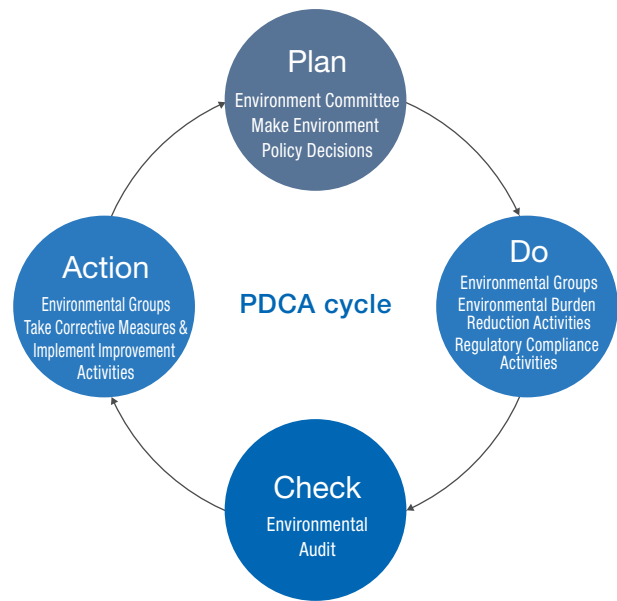 Plan
Environment Committee
Make Environment
Policy Decisions
Do
Environmental Groups
Environmental Burden
Reduction Activities
Regulatory Compliance
Activities
Action
Environmental Groups
Take Corrective Measures &
Implement Improvement
Activities
PDCA cycle
Check
Environmental
Audit